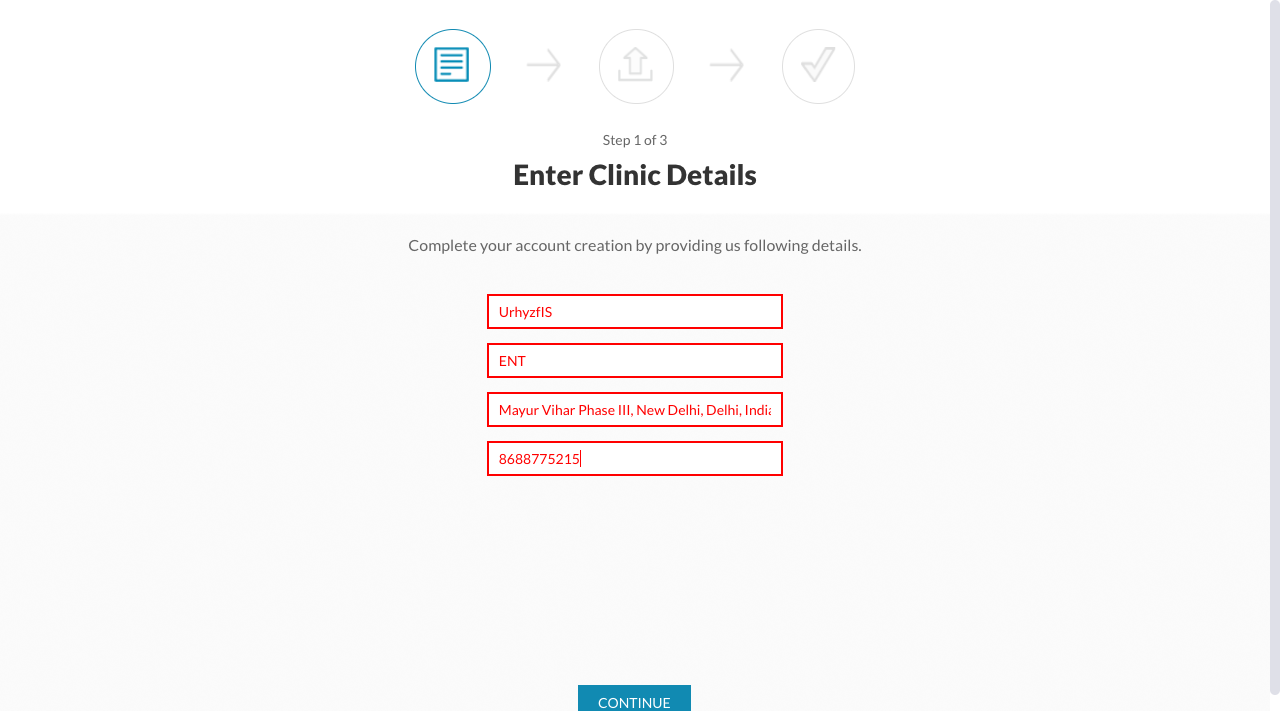 Step 1 of 3
Enter Clinic Details
Complete your account creation by providing us following details.
UrhyzfIS
ENT
Mayur Vihar Phase III, New Delhi, Delhi, India
8688775215
CONTINUE